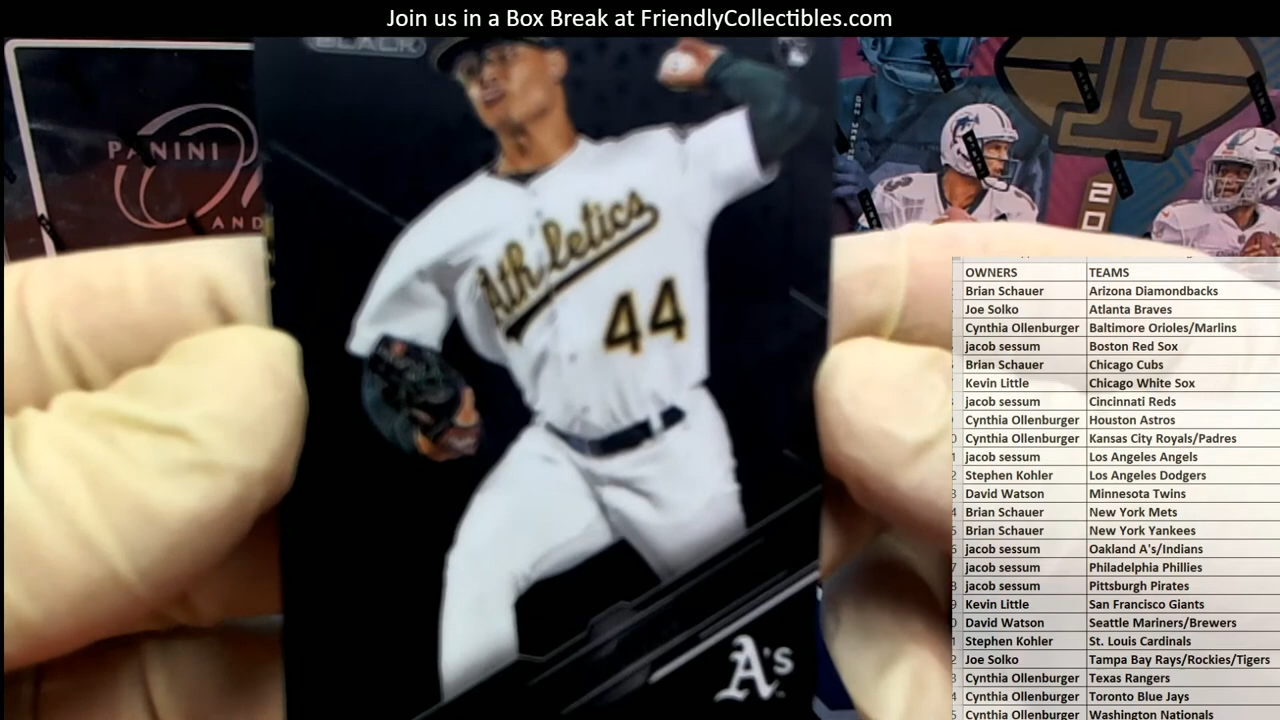 Join us in a Box Break at FriendlyCollectibles.com
BLACK
PANINI
AND
Athletics
44
A's
OWNERS TEAMS
Brian Schauer Arizona Diamondbacks
Joe Solko Atlanta Braves
Cynthia Ollenburger Baltimore Orioles/Marlins
jacob sessum Boston Red Sox
Brian Schauer Chicago Cubs
Kevin Little Chicago White Sox
jacob sessum Cincinnati Reds
Cynthia Ollenburger Houston Astros
Cynthia Ollenburger Kansas City Royals/Padres
jacob sessum Los Angeles Angels
Stephen Kohler Los Angeles Dodgers
David Watson Minnesota Twins
Brian Schauer New York Mets
Brian Schauer New York Yankees
jacob sessum Oakland A's/Indians
jacob sessum Philadelphia Phillies
jacob sessum Pittsburgh Pirates
Kevin Little San Francisco Giants
David Watson Seattle Mariners/Brewers
Stephen Kohler St. Louis Cardinals
Joe Solko Tampa Bay Rays/Rockies/Tigers
Cynthia Ollenburger Texas Rangers
Cynthia Ollenburger Toronto Blue Jays
Cynthia Ollenburger Washington Nationals